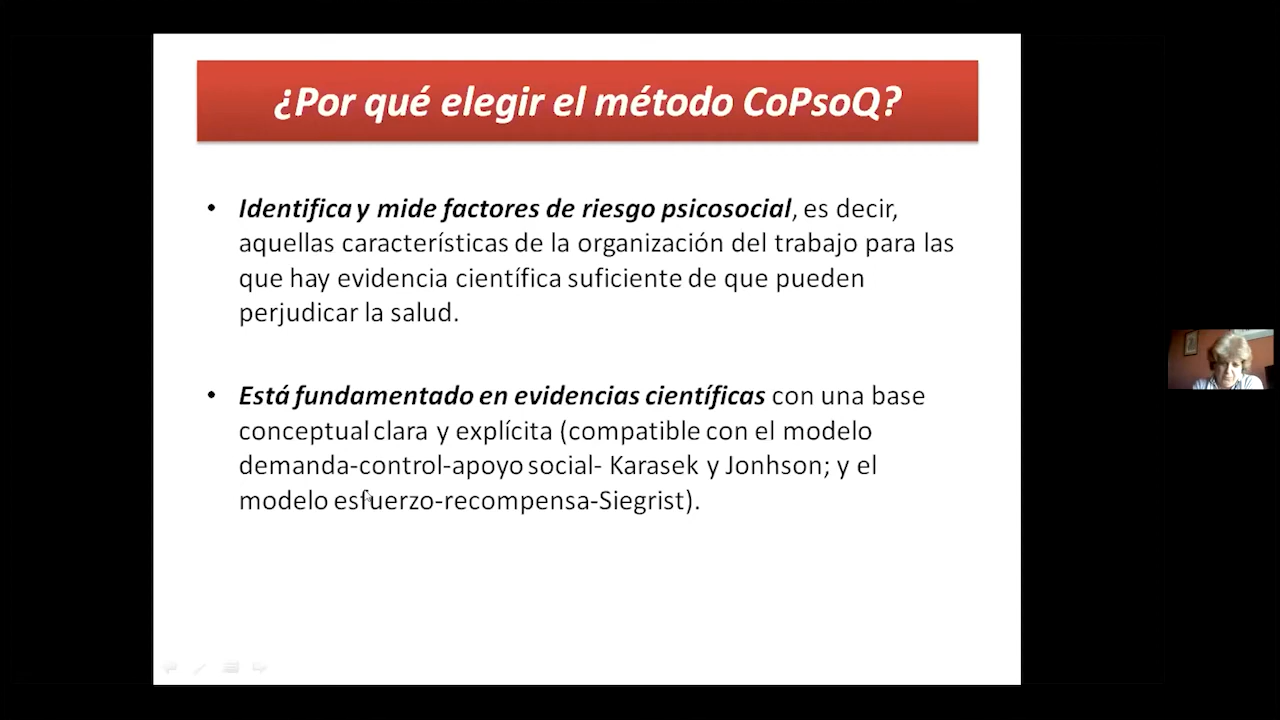 ¿Por qué elegir el método CoPsoQ?
• Identifica y mide factores de riesgo psicosocial, es decir,
aquellas características de la organización del trabajo para las
que hay evidencia científica suficiente de que pueden
perjudicar la salud.
• Está fundamentado en evidencias científicas con una base
conceptual clara y explícita (compatible con el modelo
demanda-control-apoyo social- Karasek y Jonhson; y el
modelo esfuerzo-recompensa-Siegrist).